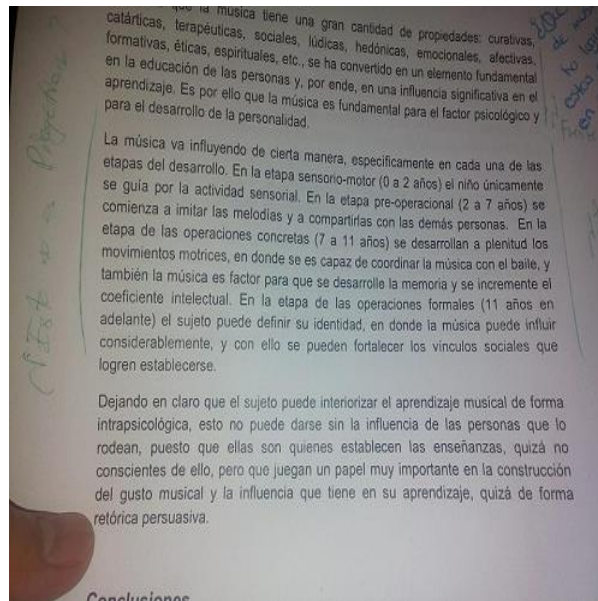 que la música tiene una gran cantidad de propiedades: curativas,
catárticas, terapéuticas, sociales, lúdicas, hedónicas, emocionales, afectivas,
formativas, éticas, espirituales, etc., se ha convertido en un elemento fundamental
en la educación de las personas y, por ende, en una influencia significativa en el
aprendizaje. Es por ello que la música es fundamental para el factor psicológico y
para el desarrollo de la personalidad.
La música va influyendo de cierta manera, específicamente en cada una de las
etapas del desarrollo. En la etapa sensorio-motor (0 a 2 años) el niño únicamente
se guía por la actividad sensorial. En la etapa pre-operacional (2 a 7 años) se
comienza a imitar las melodías y a compartirlas con las demás personas. En la
etapa de las operaciones concretas (7 a 11 años) se desarrollan a plenitud los
movimientos motrices, en donde se es capaz de coordinar la música con el baile, y
también la música es factor para que se desarrolle la memoria y se incremente el
coeficiente intelectual. En la etapa de las operaciones formales (11 años en
adelante) el sujeto puede definir su identidad, en donde la música puede influir
considerablemente, y con ello se pueden fortalecer los vínculos sociales que
logren establecerse.
Dejando en claro que el sujeto puede interiorizar el aprendizaje musical de forma
intrapsicológica, esto no puede darse sin la influencia de las personas que lo
rodean, puesto que ellas son quienes establecen las enseñanzas, quizá no
conscientes de ello, pero que juegan un papel muy importante en la construcción
del gusto musical y la influencia que tiene en su aprendizaje, quizá de forma
retórica persuasiva.
Conclusiones